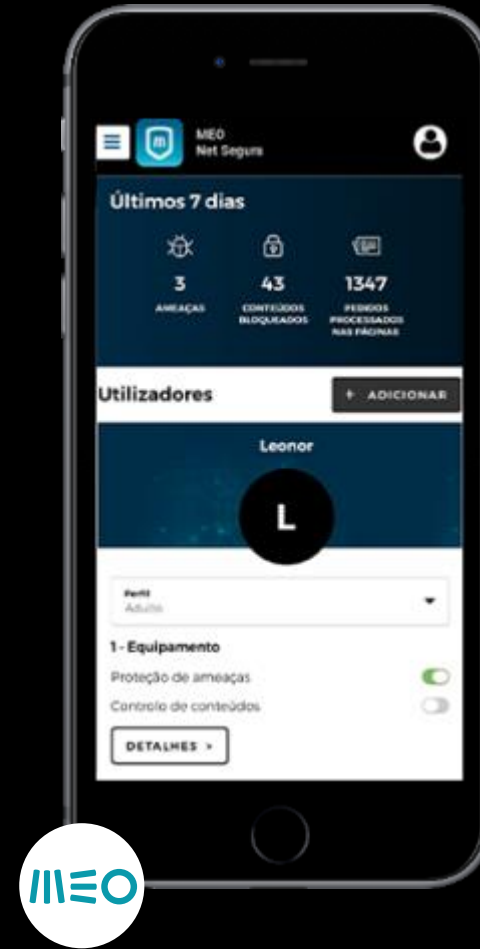 m
MEO
Net Segura
Últimos 7 dias
3
43
1347
AMEAÇAS
CONTEÚDOS
BLOQUEADOS
PEDIDOS
PROCESSADOS
NAS PÁGINAS
Utilizadores
+ ADICIONAR
Leonor
L
Perfil
Adulto
1 - Equipamento
Proteção de ameaças
Controlo de conteúdos
DETALHES >
MEO